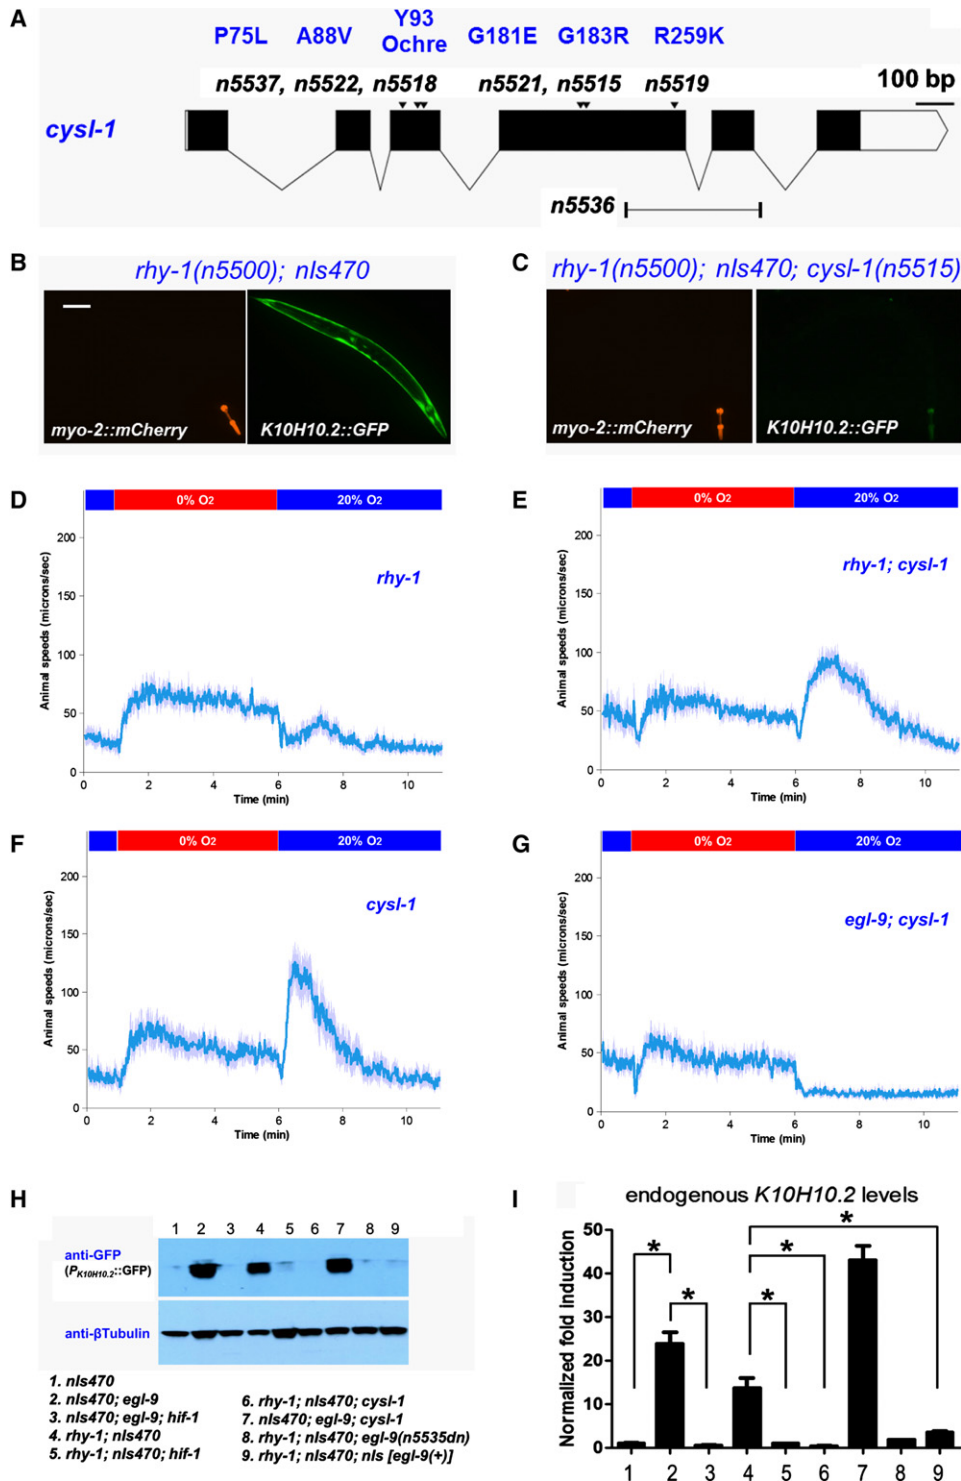 A
P75L A88V Y93 Ochre G181E G183R R259K
n5537, n5522, n5518 n5521, n5515 n5519 100 bp
cysl-1
n5536
B
rhy-1(n5500); nIs470
myo-2::mCherry
K10H10.2::GFP
C
rhy-1(n5500); nIs470; cysl-1(n5515)
myo-2::mCherry
K10H10.2::GFP
D
0% O2 20% O2
rhy-1
Animal speeds (microns/sec)
200
150
100
50
0
0 2 4 6 8 10
Time (min)
E
0% O2 20% O2
rhy-1; cysl-1
Animal speeds (microns/sec)
200
150
100
50
0
0 2 4 6 8 10
Time (min)
F
0% O2 20% O2
cysl-1
Animal speeds (microns/sec)
200
150
100
50
0
0 2 4 6 8 10
Time (min)
G
0% O2 20% O2
egl-9; cysl-1
Animal speeds (microns/sec)
200
150
100
50
0
0 2 4 6 8 10
Time (min)
H
1 2 3 4 5 6 7 8 9
anti-GFP
(PK10H10.2::GFP)
anti-βTubulin
1. nIs470
2. nIs470; egl-9
3. nIs470; egl-9; hif-1
4. rhy-1; nIs470
5. rhy-1; nIs470; hif-1
6. rhy-1; nIs470; cysl-1
7. nIs470; egl-9; cysl-1
8. rhy-1; nIs470; egl-9(n5535dn)
9. rhy-1; nIs470; nIs [egl-9(+)]
I
endogenous K10H10.2 levels
Normalized fold induction
50
40
30
20
10
0
* * * * *
1 2 3 4 5 6 7 8 9